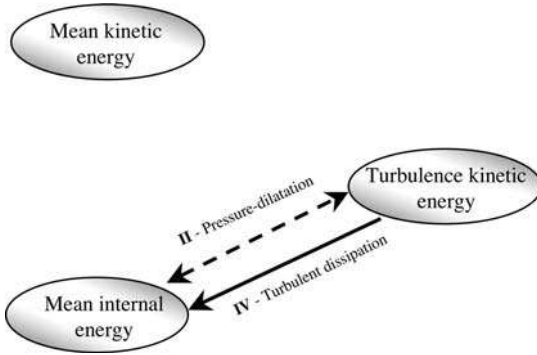 Mean kinetic
energy
Turbulence kinetic
energy
II - Pressure-dilatation
IV - Turbulent dissipation
Mean internal
energy